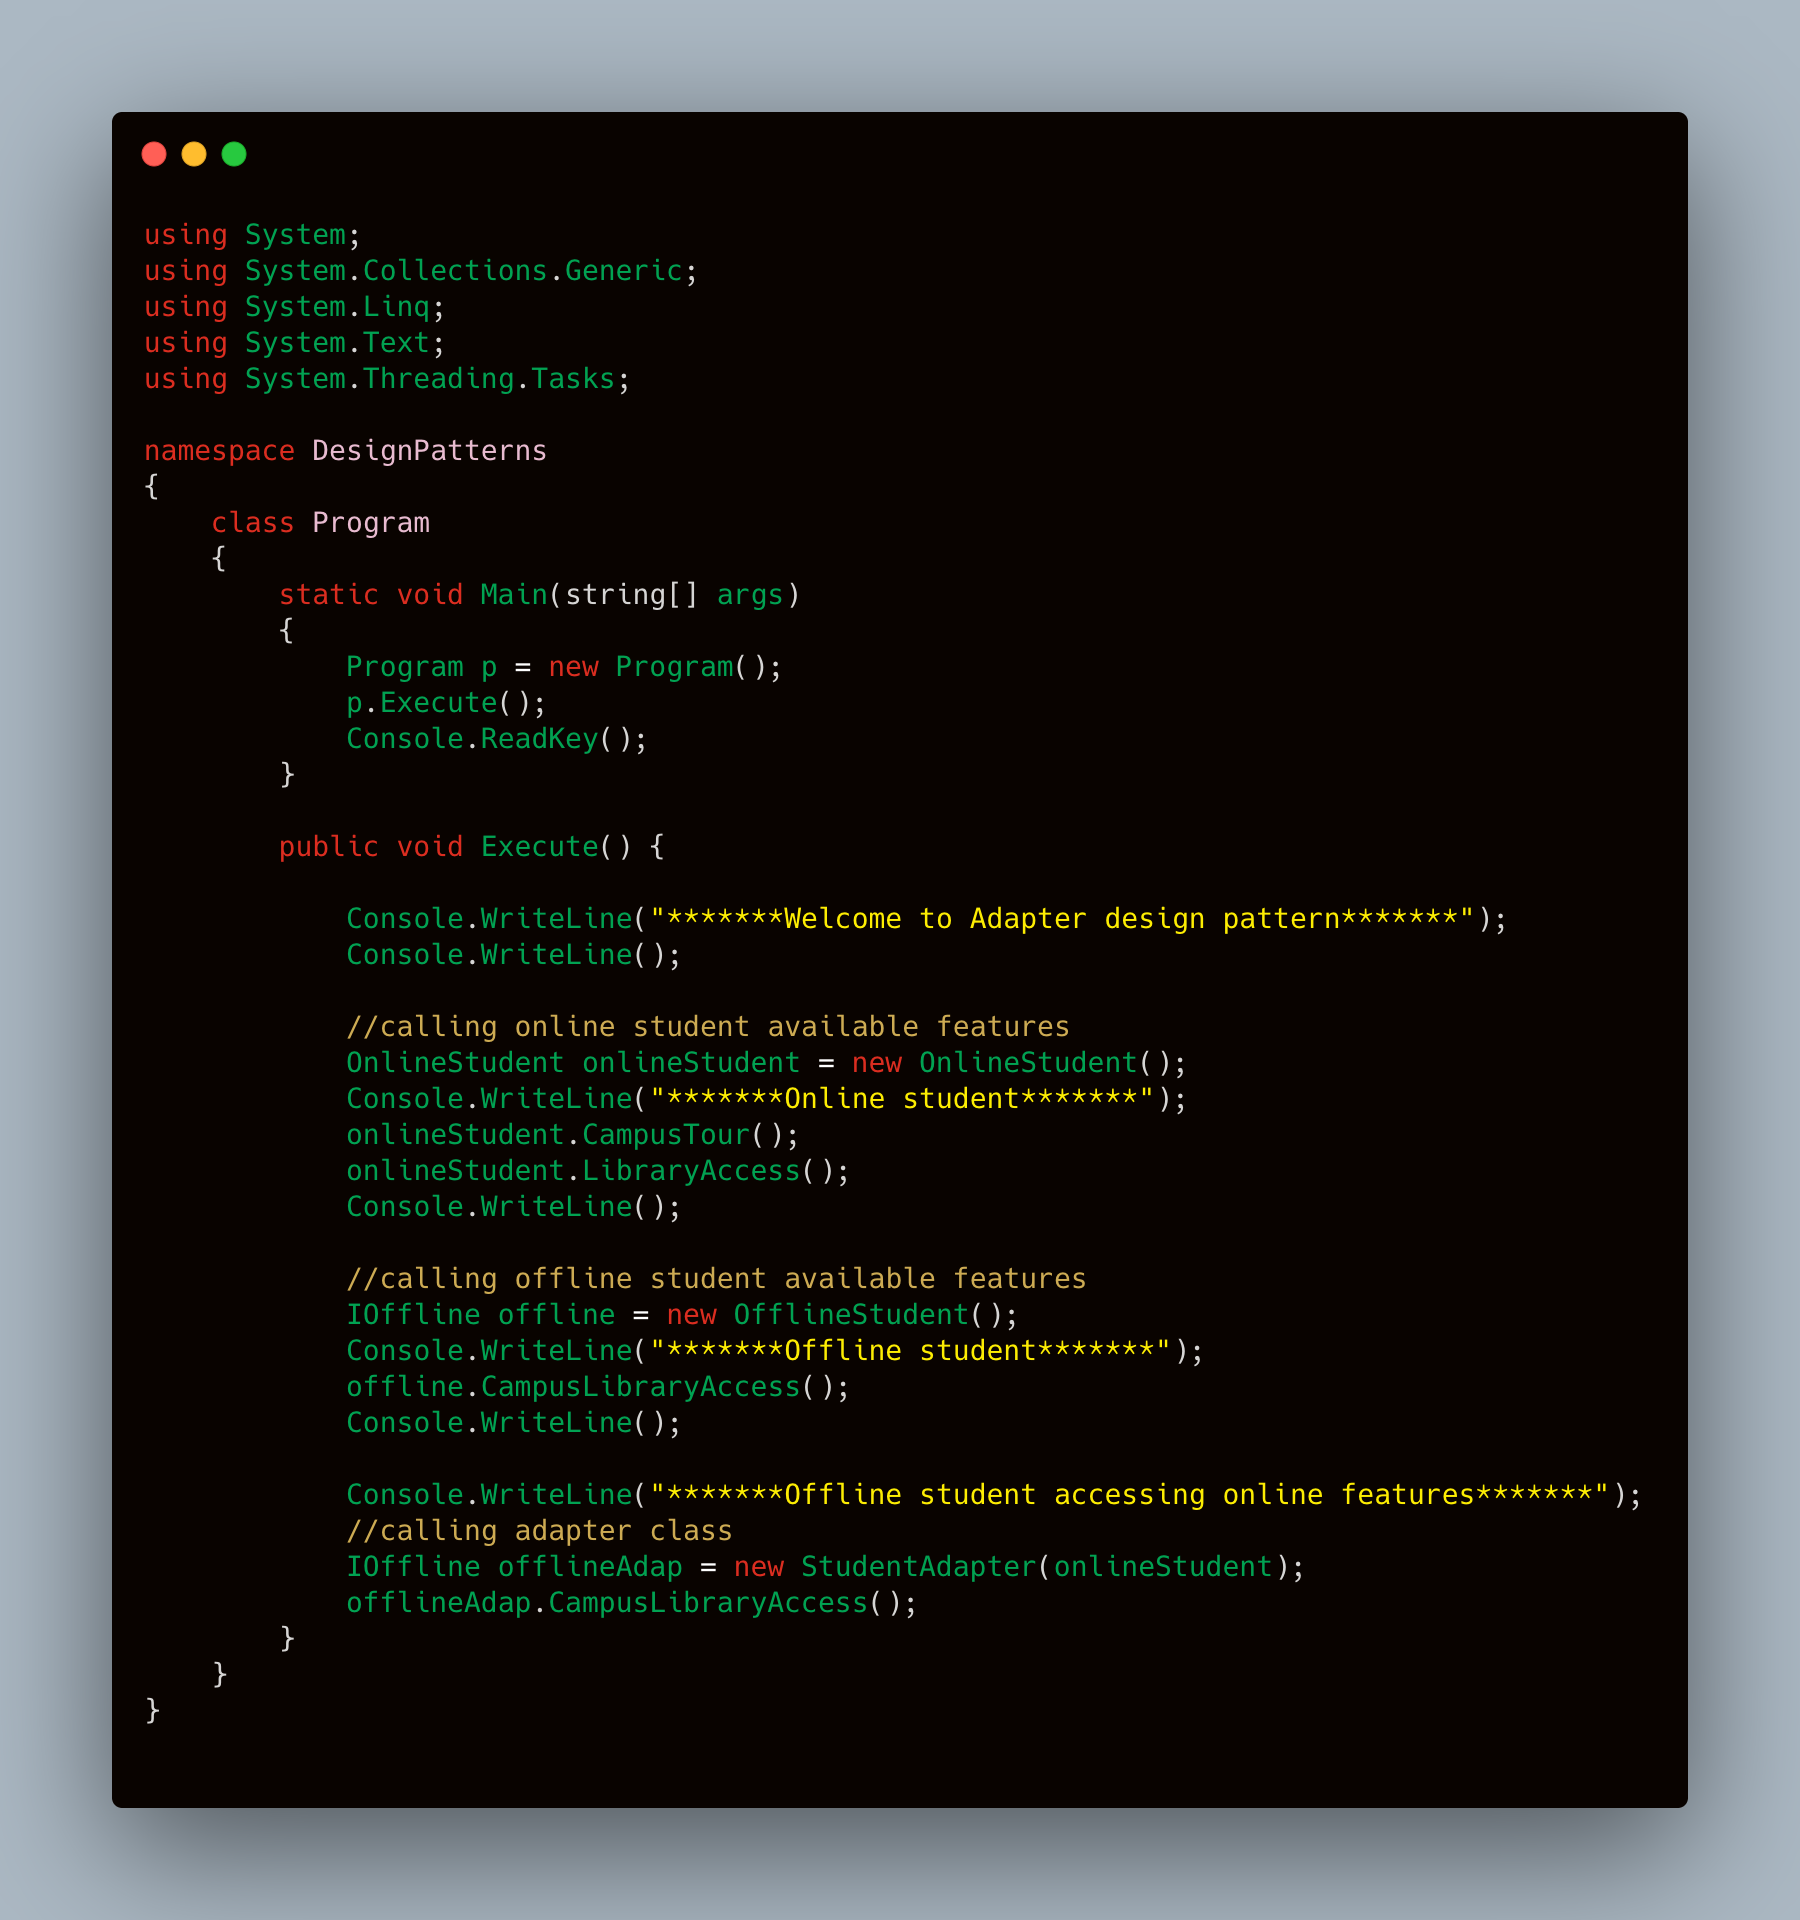 using System;
using System.Collections.Generic;
using System.Linq;
using System.Text;
using System.Threading.Tasks;

namespace DesignPatterns
{
    class Program
    {
        static void Main(string[] args)
        {
            Program p = new Program();
            p.Execute();
            Console.ReadKey();
        }

        public void Execute() {

            Console.WriteLine("*******Welcome to Adapter design pattern*******");
            Console.WriteLine();

            //calling online student available features
            OnlineStudent onlineStudent = new OnlineStudent();
            Console.WriteLine("*******Online student*******");
            onlineStudent.CampusTour();
            onlineStudent.LibraryAccess();
            Console.WriteLine();

            //calling offline student available features
            IOffline offline = new OfflineStudent();
            Console.WriteLine("*******Offline student*******");
            offline.CampusLibraryAccess();
            Console.WriteLine();

            Console.WriteLine("*******Offline student accessing online features*******");
            //calling adapter class
            IOffline offlineAdap = new StudentAdapter(onlineStudent);
            offlineAdap.CampusLibraryAccess();
        }
    }
}